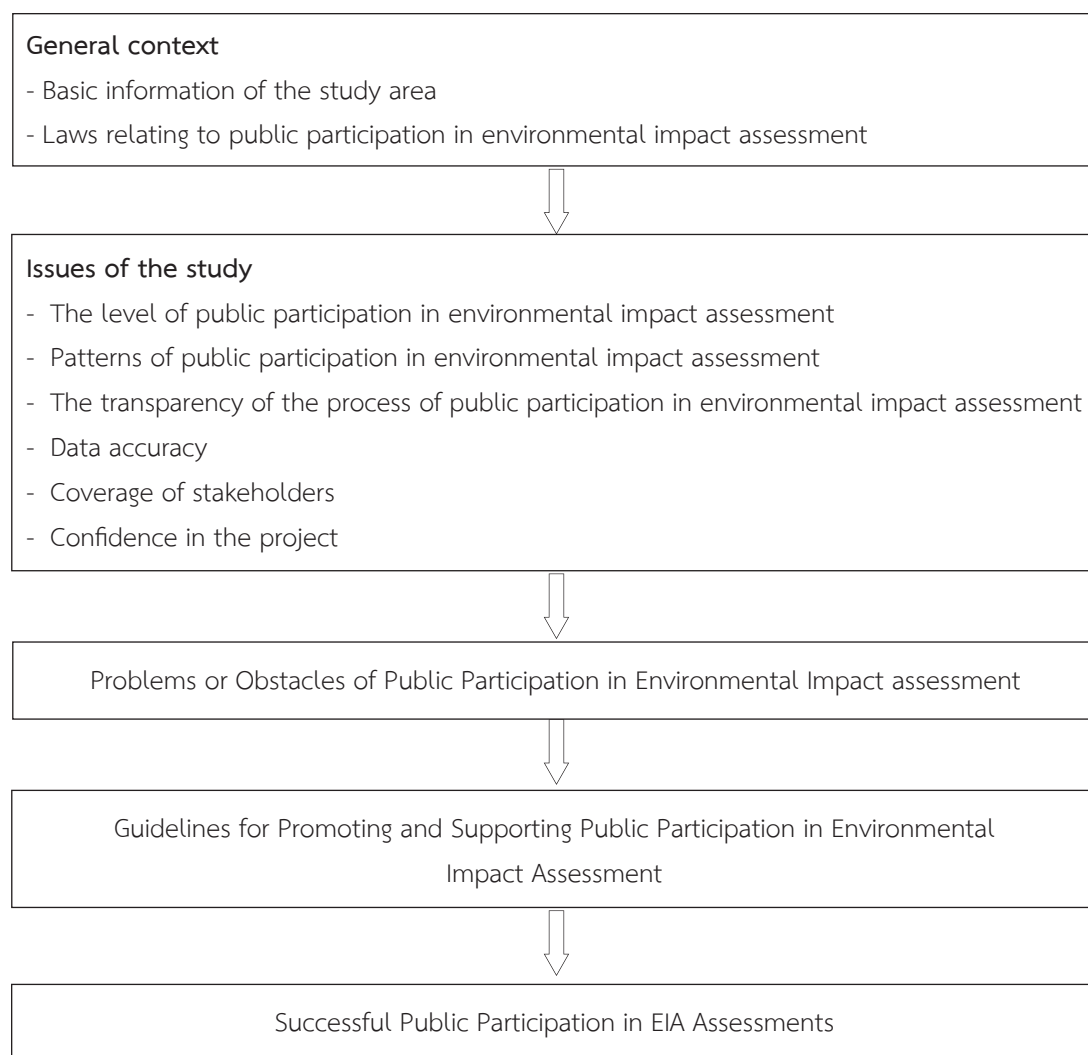 General context
- Basic information of the study area
- Laws relating to public participation in environmental impact assessment
Issues of the study
- The level of public participation in environmental impact assessment
- Patterns of public participation in environmental impact assessment
- The transparency of the process of public participation in environmental impact assessment
- Data accuracy
- Coverage of stakeholders
- Confidence in the project
Problems or Obstacles of Public Participation in Environmental Impact assessment
Guidelines for Promoting and Supporting Public Participation in Environmental
Impact Assessment
Successful Public Participation in EIA Assessments